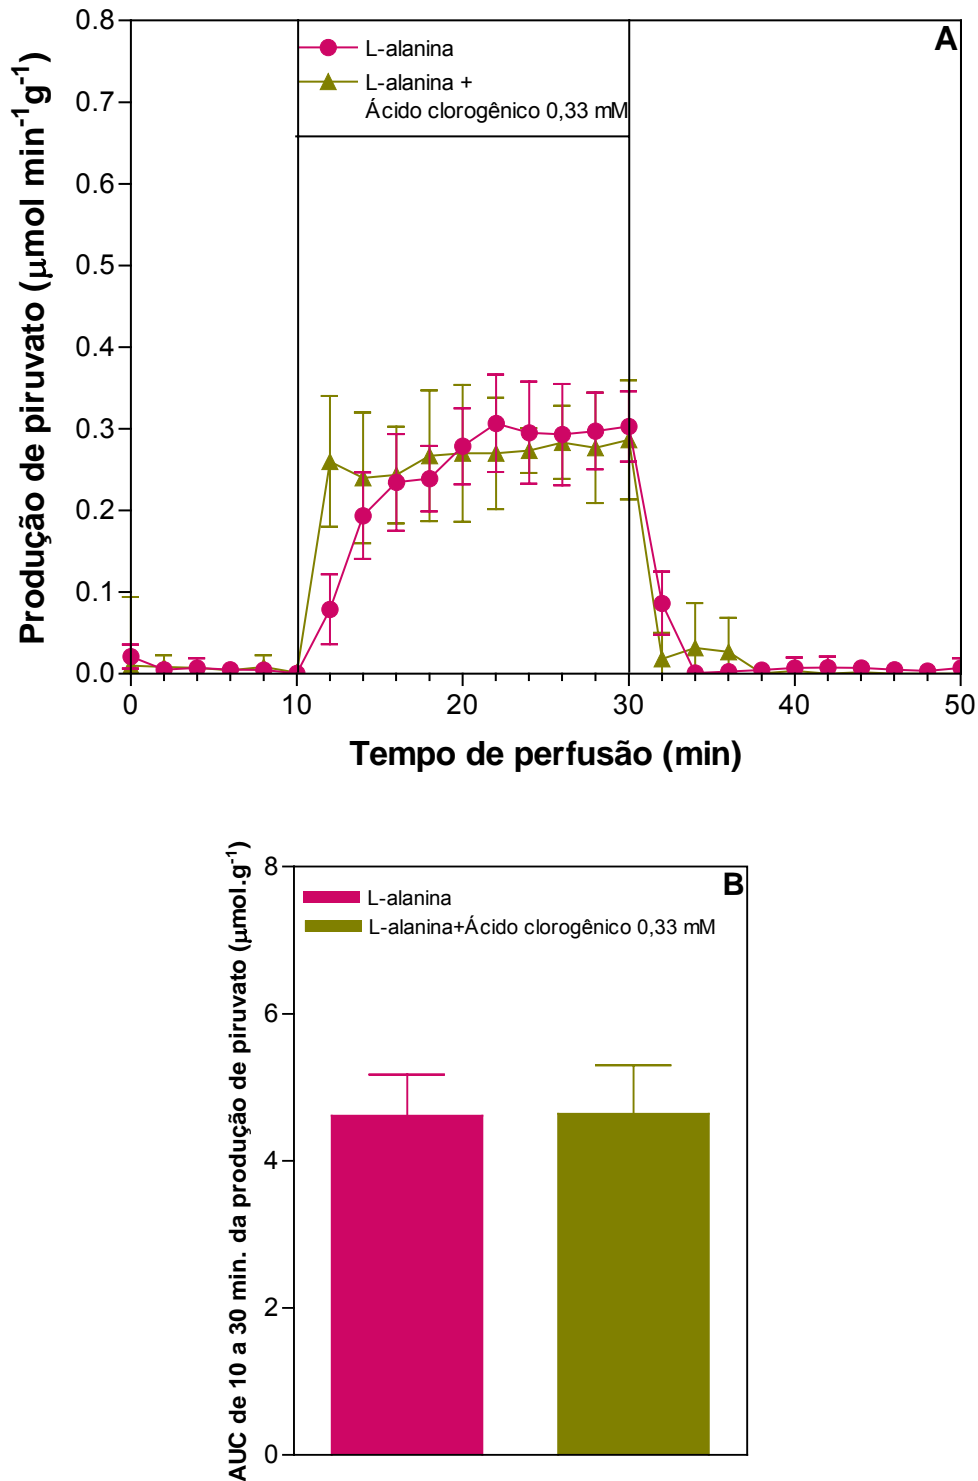 A
L-alanina
L-alanina +
Ácido clorogênico 0,33 mM
Produção de piruvato (μmol min⁻¹g⁻¹)
0.8
0.7
0.6
0.5
0.4
0.3
0.2
0.1
0.0
0 10 20 30 40 50
Tempo de perfusão (min)
B
L-alanina
L-alanina+Ácido clorogênico 0,33 mM
AUC de 10 a 30 min. da produção de piruvato (μmol.g⁻¹)
8
6
4
2
0